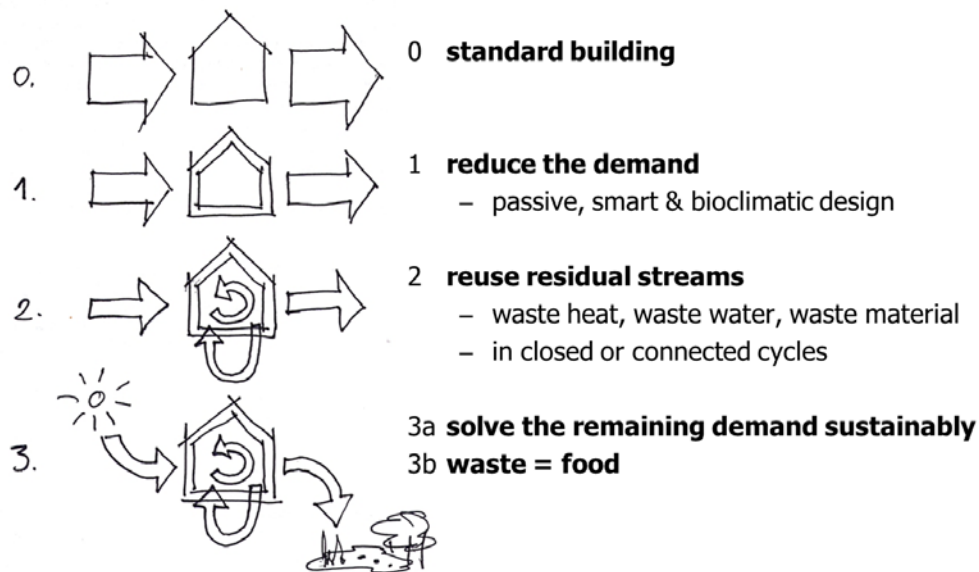 0. 0 standard building
1. 1 reduce the demand
– passive, smart & bioclimatic design
2. 2 reuse residual streams
– waste heat, waste water, waste material
– in closed or connected cycles
3. 3a solve the remaining demand sustainably
3b waste = food